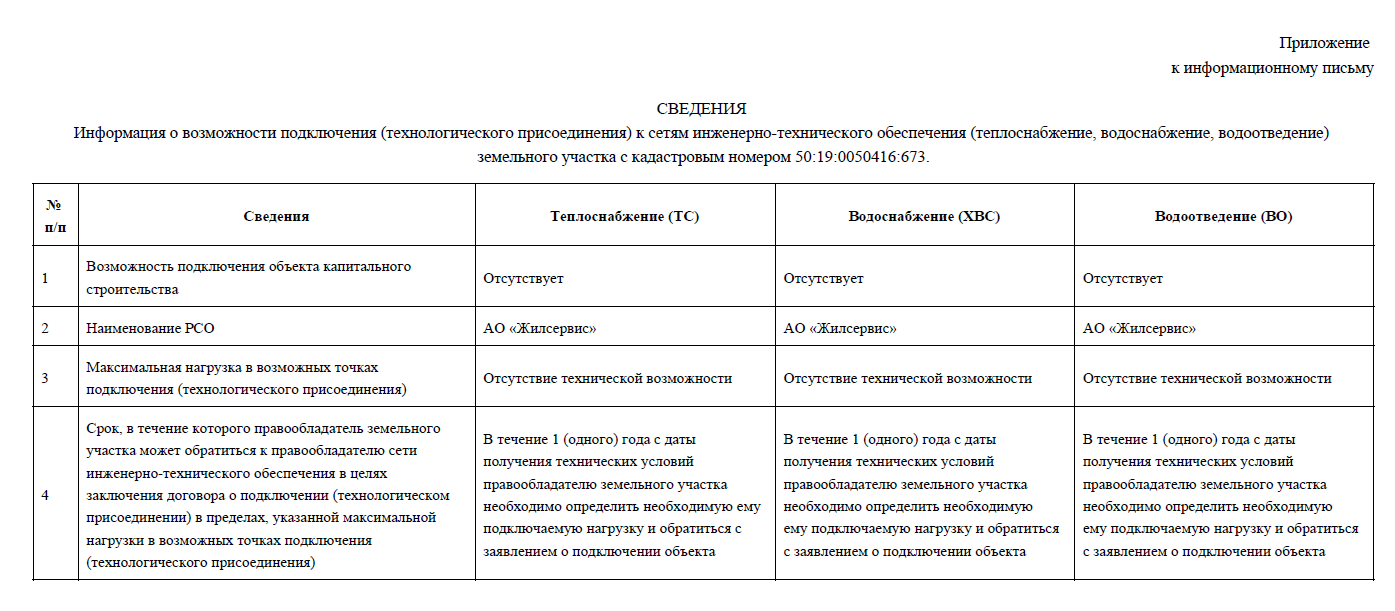 Приложение
к информационному письму
СВЕДЕНИЯ
Информация о возможности подключения (технологического присоединения) к сетям инженерно-технического обеспечения (теплоснабжение, водоснабжение, водоотведение)
земельного участка с кадастровым номером 50:19:0050416:673.
№
п/п
Сведения
Теплоснабжение (ТС)
Водоснабжение (ХВС)
Водоотведение (ВО)
1
Возможность подключения объекта капитального
строительства
Отсутствует
Отсутствует
Отсутствует
2
Наименование РСО
АО «Жилсервис»
АО «Жилсервис»
АО «Жилсервис»
3
Максимальная нагрузка в возможных точках
подключения (технологического присоединения)
Отсутствие технической возможности
Отсутствие технической возможности
Отсутствие технической возможности
4
Срок, в течение которого правообладатель земельного
участка может обратиться к правообладателю сети
инженерно-технического обеспечения в целях
заключения договора о подключении (технологическом
присоединении) в пределах, указанной максимальной
нагрузки в возможных точках подключения
(технологического присоединения)
В течение 1 (одного) года с даты
получения технических условий
правообладателю земельного участка
необходимо определить необходимую ему
подключаемую нагрузку и обратиться с
заявлением о подключении объекта
В течение 1 (одного) года с даты
получения технических условий
правообладателю земельного участка
необходимо определить необходимую
ему подключаемую нагрузку и обратиться
с заявлением о подключении объекта
В течение 1 (одного) года с даты
получения технических условий
правообладателю земельного участка
необходимо определить необходимую
ему подключаемую нагрузку и обратиться
с заявлением о подключении объекта